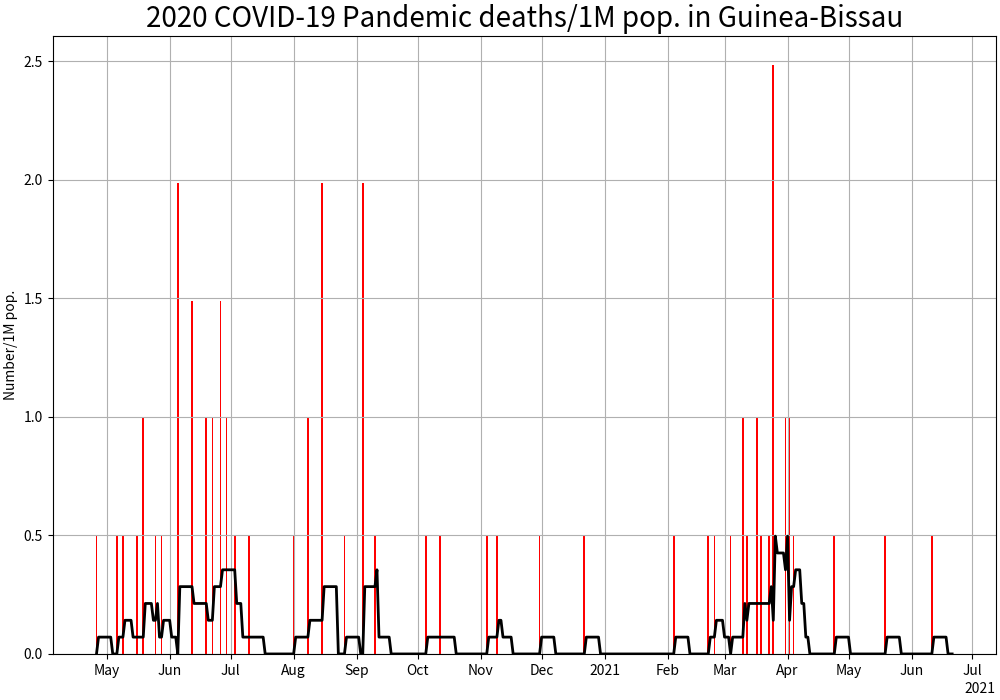 2020 COVID-19 Pandemic deaths/1M pop. in Guinea-Bissau
Number/1M pop.
2.5
2.0
1.5
1.0
0.5
0.0
May Jun Jul Aug Sep Oct Nov Dec 2021 Feb Mar Apr May Jun Jul
2021